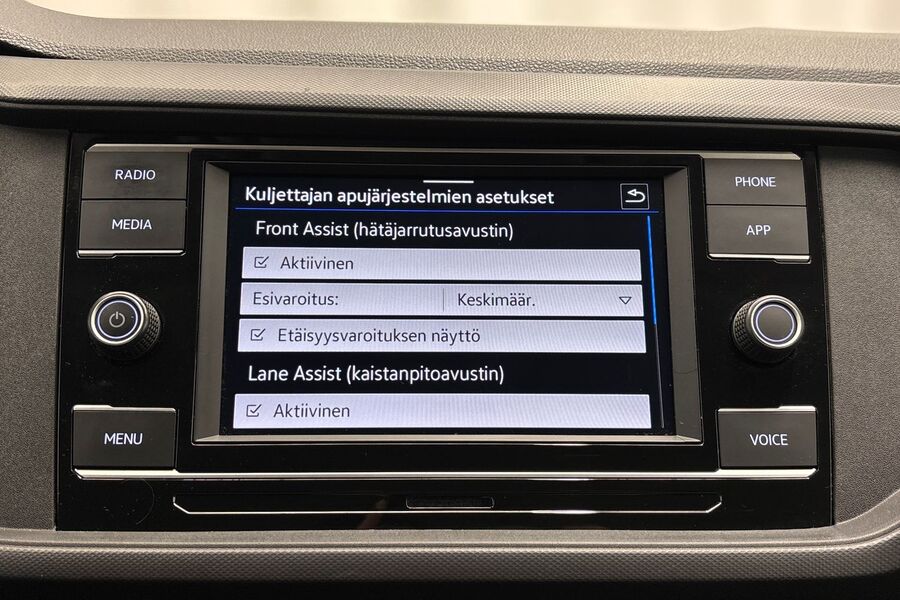 RADIO
MEDIA
MENU
Kuljettajan apujärjestelmien asetukset
Front Assist (hätäjarrutusavustin)
Aktiivinen
Esivaroitus: Keskimäär.
Etäisyysvaroituksen näyttö
Lane Assist (kaistanpitoavustin)
Aktiivinen
PHONE
APP
VOICE